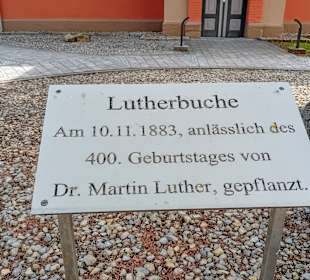 Lutherbuche
Am 10.11.1883, anlässlich des
400. Geburtstages von
Dr. Martin Luther, gepflanzt.